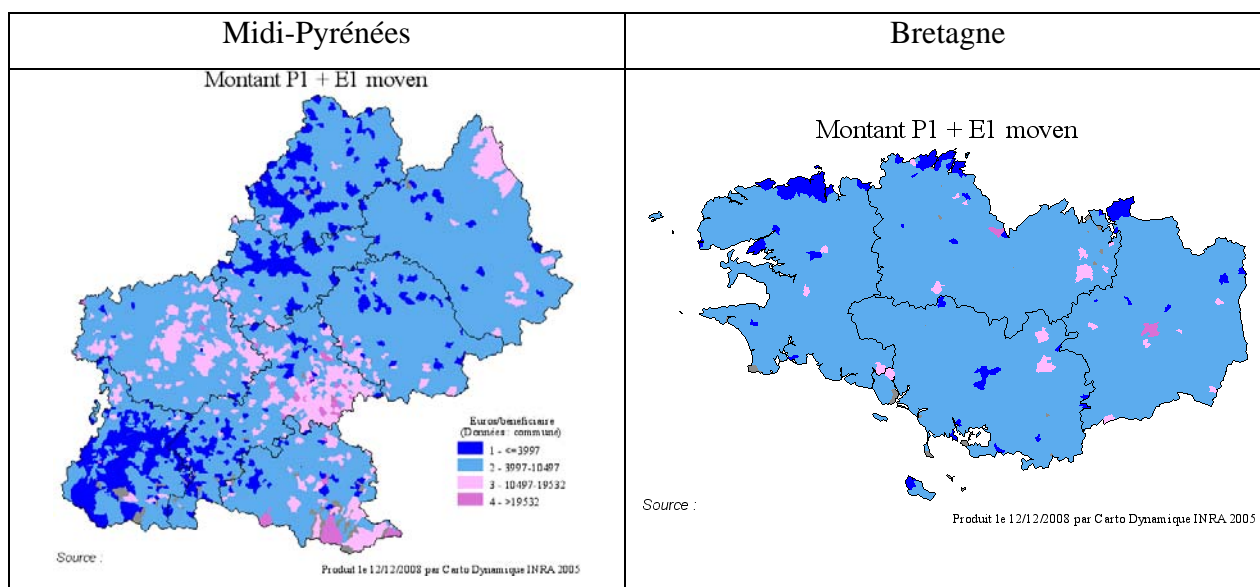 Midi-Pyrénées
Montant P1 + E1 moven
Euros/bénéficiaire
(Données : commune)
1 - <=3997
2 - 3997-10497
3 - 10497-19532
4 - >19532
Source :
Produit le 12/12/2008 par Carto Dynamique INRA 2005
Bretagne
Montant P1 + E1 moven
Source :
Produit le 12/12/2008 par Carto Dynamique INRA 2005